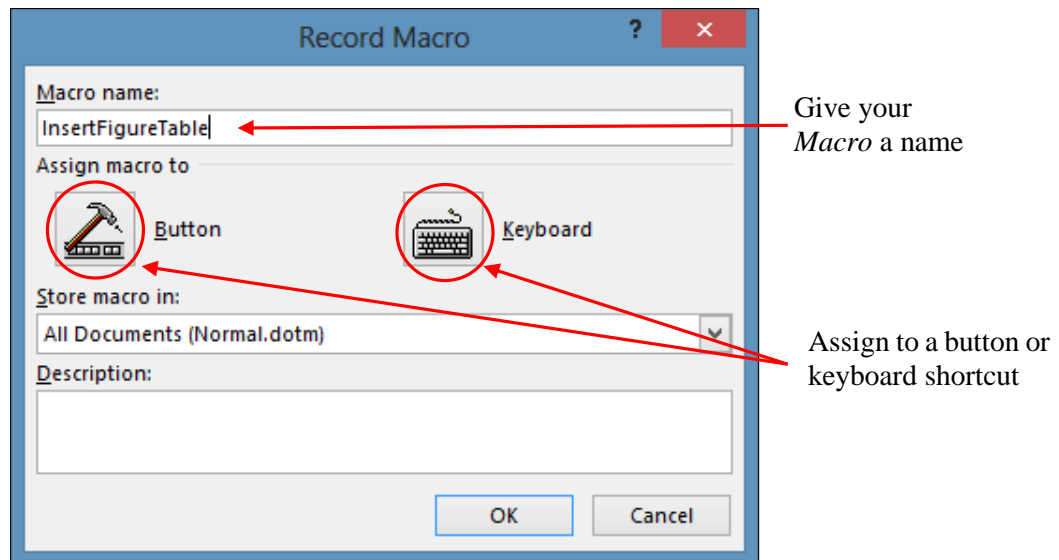 Record Macro
?
×
Macro name:
InsertFigureTable
Give your
Macro a name
Assign macro to
Button
Keyboard
Store macro in:
All Documents (Normal.dotm)
Assign to a button or
keyboard shortcut
Description:
OK
Cancel